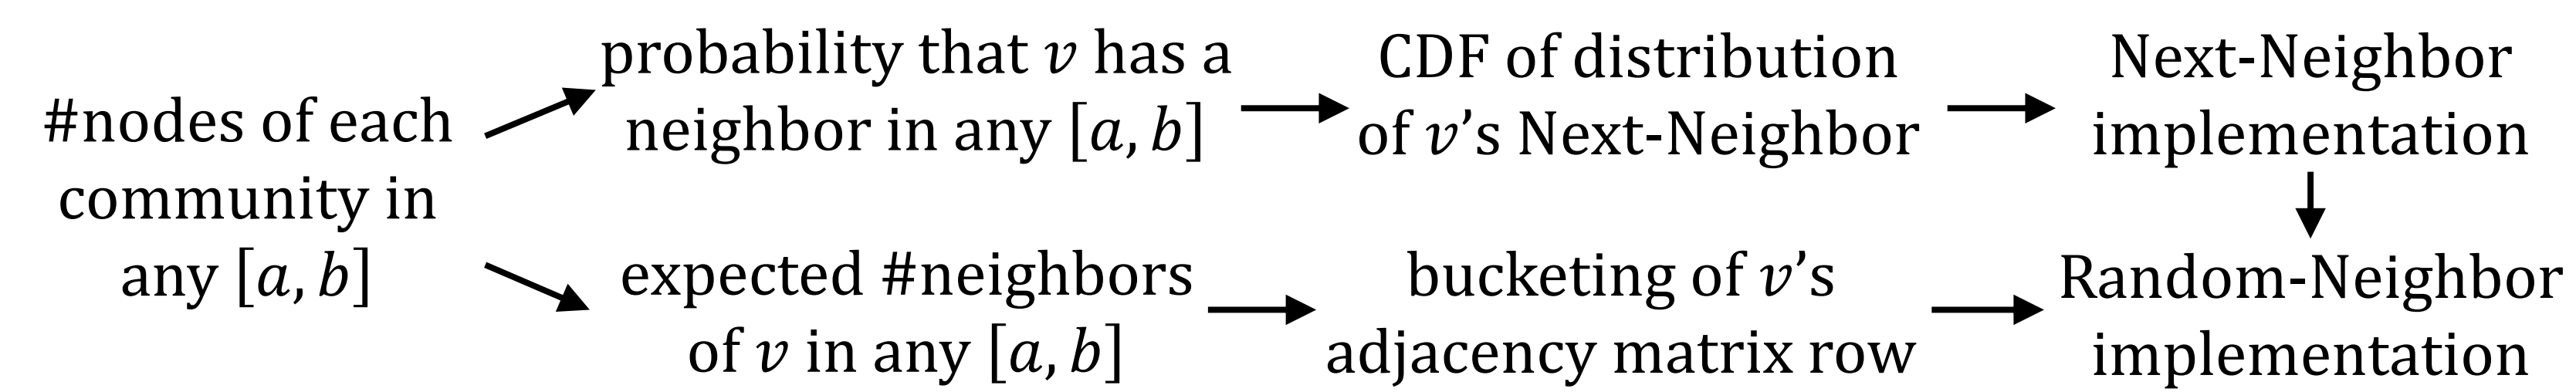 #nodes of each
community in
any [a, b]
probability that v has a
neighbor in any [a, b]
CDF of distribution
of v’s Next-Neighbor
Next-Neighbor
implementation
expected #neighbors
of v in any [a, b]
bucketing of v’s
adjacency matrix row
Random-Neighbor
implementation